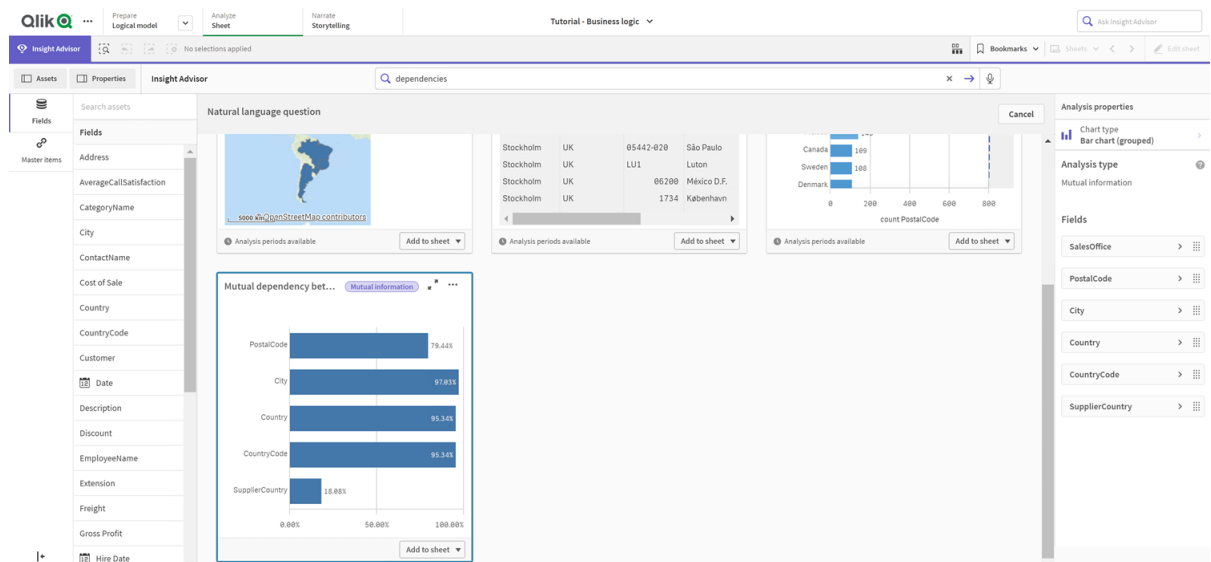 Qlik
Prepare
Logical model
Analyze
Sheet
Narrate
Storytelling
Tutorial - Business logic
Ask Insight Advisor
Insight Advisor
No selections applied
Bookmarks
Sheets
Edit sheet
Assets
Properties
Insight Advisor
dependencies
Fields
Master items
Search assets
Fields
Address
AverageCallSatisfaction
CategoryName
City
ContactName
Cost of Sale
Country
CountryCode
Customer
Date
Description
Discount
EmployeeName
Extension
Freight
Gross Profit
Hire Date
Natural language question
Cancel
5000 km
OpenStreetMap contributors
Analysis periods available
Add to sheet
Stockholm UK 05442-020 São Paulo
Stockholm UK LU1 Luton
Stockholm UK 06200 México D.F.
Stockholm UK 1734 København
Analysis periods available
Add to sheet
Canada 109
Sweden 108
Denmark
0 200 400 600 800
count PostalCode
Analysis periods available
Add to sheet
Mutual dependency bet...
Mutual information
PostalCode 79.44%
City 97.03%
Country 95.34%
CountryCode 95.34%
SupplierCountry 18.08%
0.00% 50.00% 100.00%
Add to sheet
Analysis properties
Chart type
Bar chart (grouped)
Analysis type
Mutual information
Fields
SalesOffice
PostalCode
City
Country
CountryCode
SupplierCountry